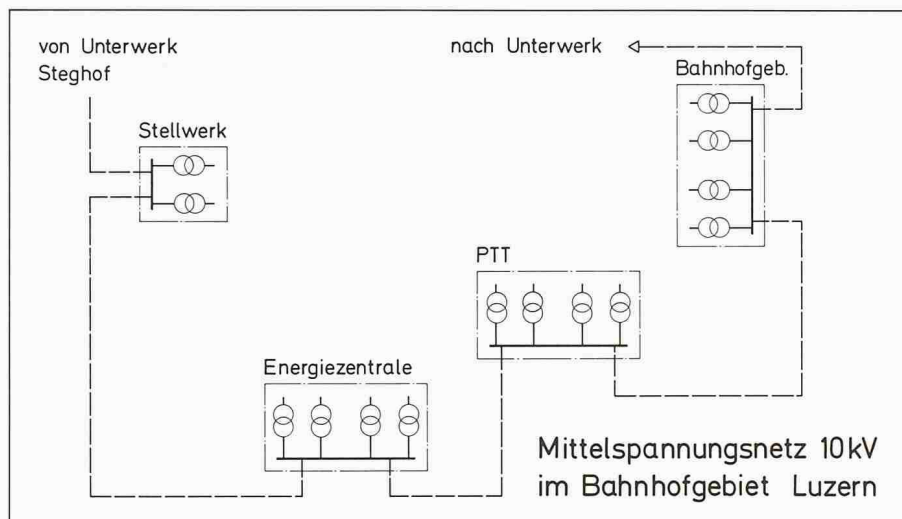 von Unterwerk
Steghof
nach Unterwerk
Bahnhofgeb.
Stellwerk
PTT
Energiezentrale
Mittelspannungsnetz 10kV
im Bahnhofgebiet Luzern